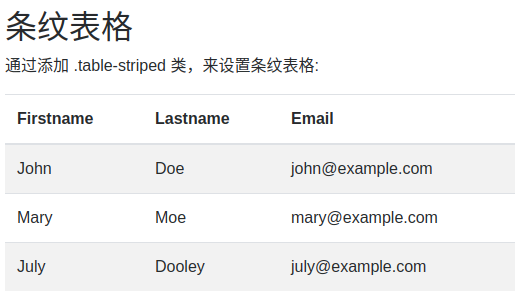 条纹表格
通过添加 .table-striped 类，来设置条纹表格:
Firstname Lastname Email
John Doe john@example.com
Mary Moe mary@example.com
July Dooley july@example.com